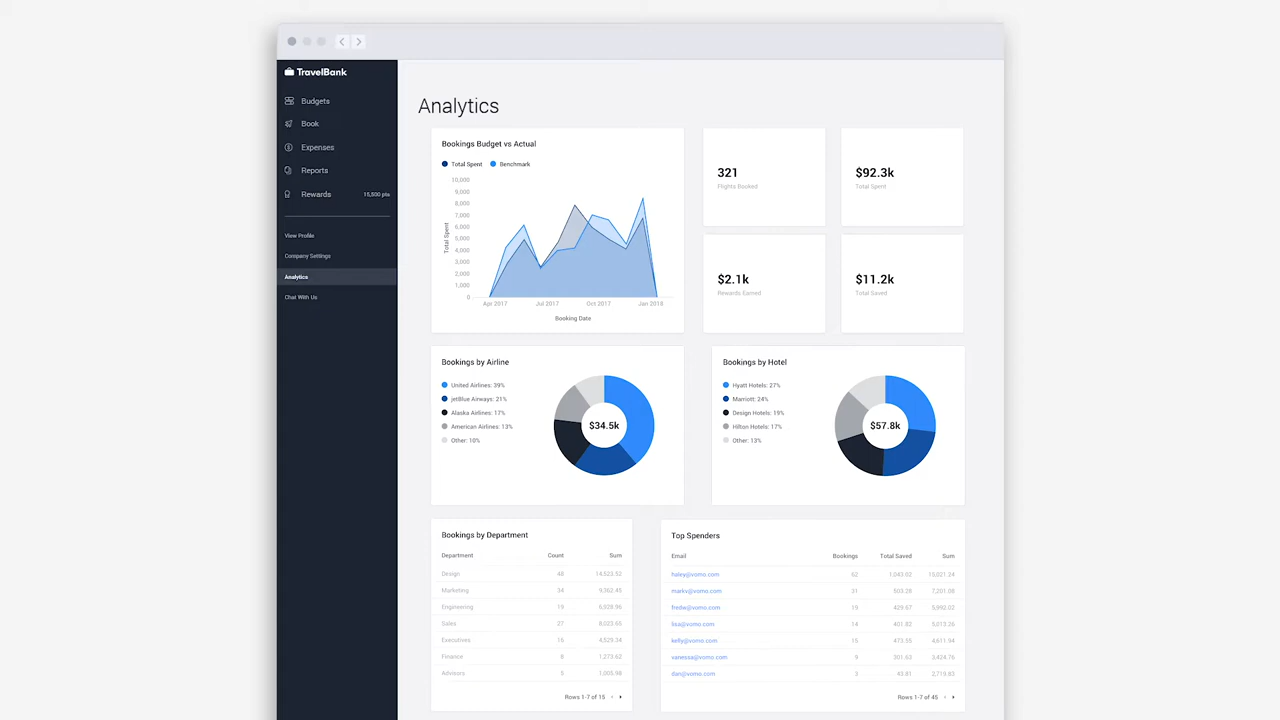 TravelBank
Budgets
Book
Expenses
Reports
Rewards 15,500 pts
View Profile
Company Settings
Analytics
Chat With Us
Analytics
Bookings Budget vs Actual
Total Spent Benchmark
10,000
9,000
8,000
7,000
6,000
5,000
4,000
3,000
2,000
1,000
0
Total Spent
Apr 2017 Jul 2017 Oct 2017 Jan 2018
Booking Date
321
Flights Booked
$92.3k
Total Spent
$2.1k
Rewards Earned
$11.2k
Total Saved
Bookings by Airline
United Airlines: 39%
jetBlue Airways: 21%
Alaska Airlines: 17%
American Airlines: 13%
Other: 10%
$34.5k
Bookings by Hotel
Hyatt Hotels: 27%
Marriott: 24%
Design Hotels: 19%
Hilton Hotels: 17%
Other: 13%
$57.8k
Bookings by Department
Department Count Sum
Design 48 14,523.52
Marketing 34 9,362.45
Engineering 19 6,928.96
Sales 27 8,023.65
Executives 16 4,529.34
Finance 8 1,273.62
Advisors 5 1,005.98
Rows 1-7 of 15
Top Spenders
Email Bookings Total Saved Sum
haley@vomo.com 62 1,043.02 15,021.24
markv@vomo.com 31 503.28 7,201.08
fredw@vomo.com 19 429.67 5,992.02
lisa@vomo.com 14 401.82 5,013.26
kelly@vomo.com 15 473.55 4,611.54
vanessa@vomo.com 9 301.63 3,424.76
dan@vomo.com 3 43.81 2,719.83
Rows 1-7 of 45